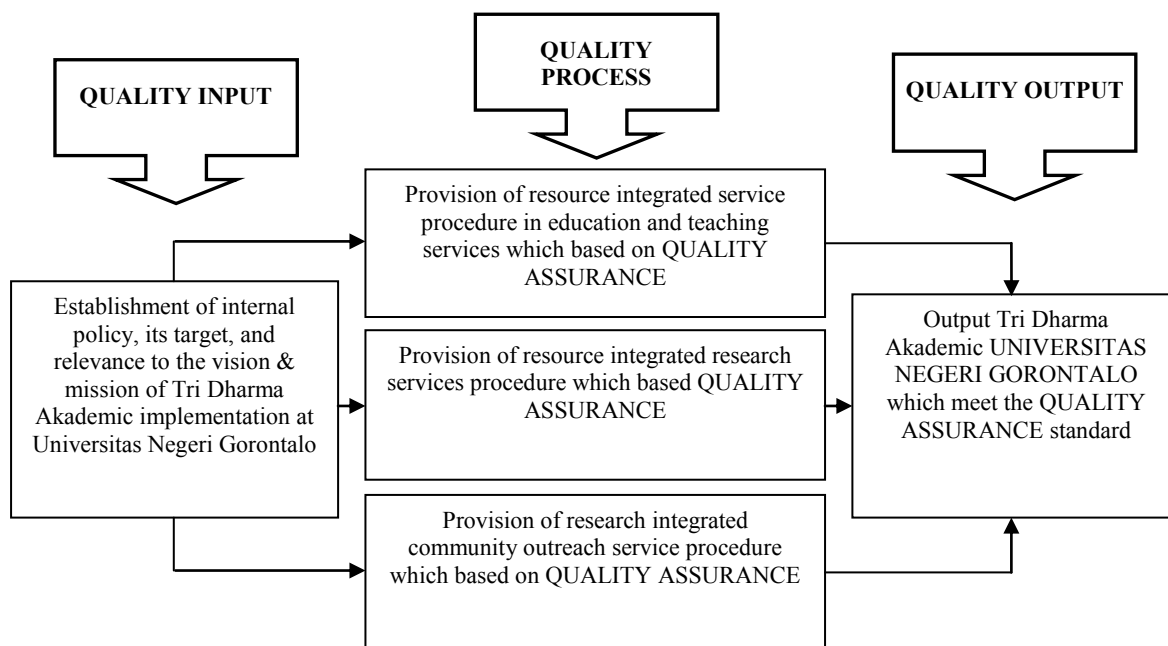 QUALITY INPUT
QUALITY
PROCESS
QUALITY OUTPUT
Provision of resource integrated service
procedure in education and teaching
services which based on QUALITY
ASSURANCE
Establishment of internal
policy, its target, and
relevance to the vision &
mission of Tri Dharma
Akademic implementation at
Universitas Negeri Gorontalo
Provision of resource integrated research
services procedure which based QUALITY
ASSURANCE
Output Tri Dharma
Akademic UNIVERSITAS
NEGERI GORONTALO
which meet the QUALITY
ASSURANCE standard
Provision of research integrated
community outreach service procedure
which based on QUALITY ASSURANCE